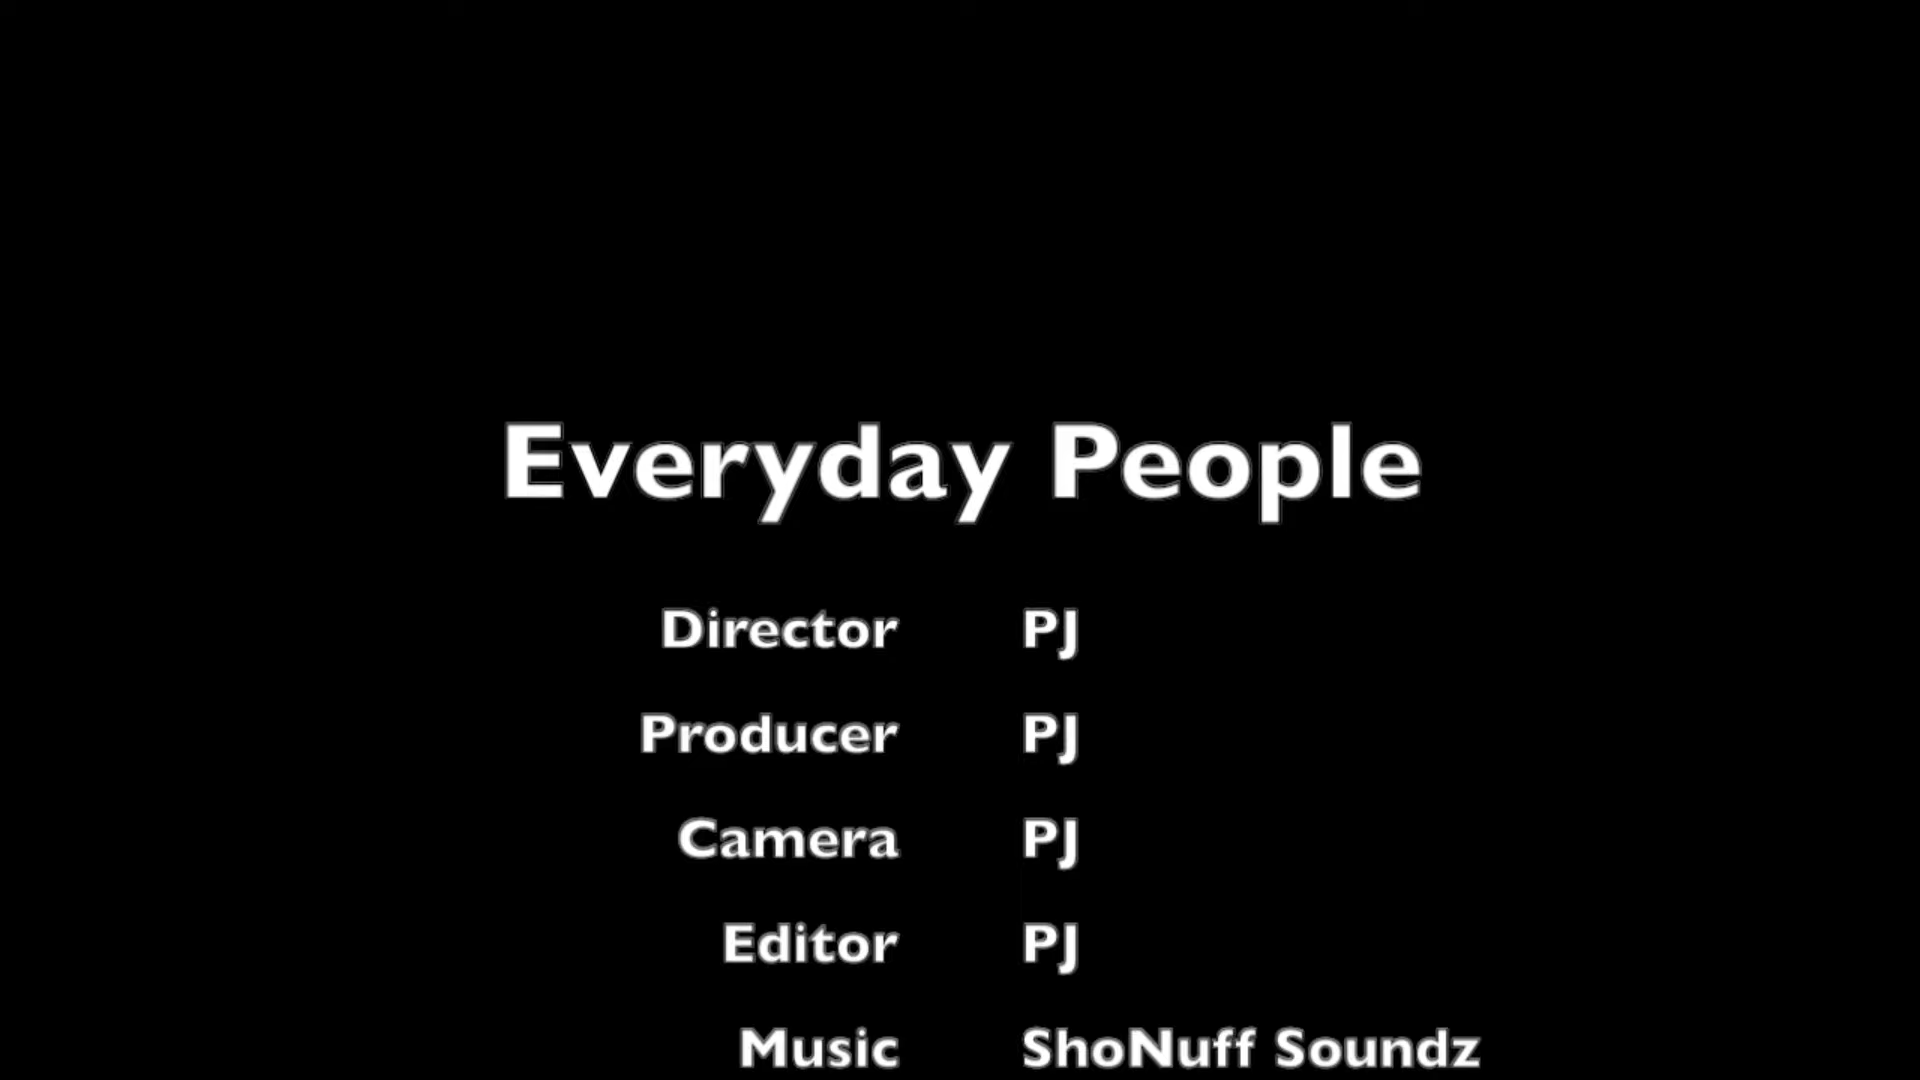 Everyday People
Director PJ
Producer PJ
Camera PJ
Editor PJ
Music ShoNuff Soundz